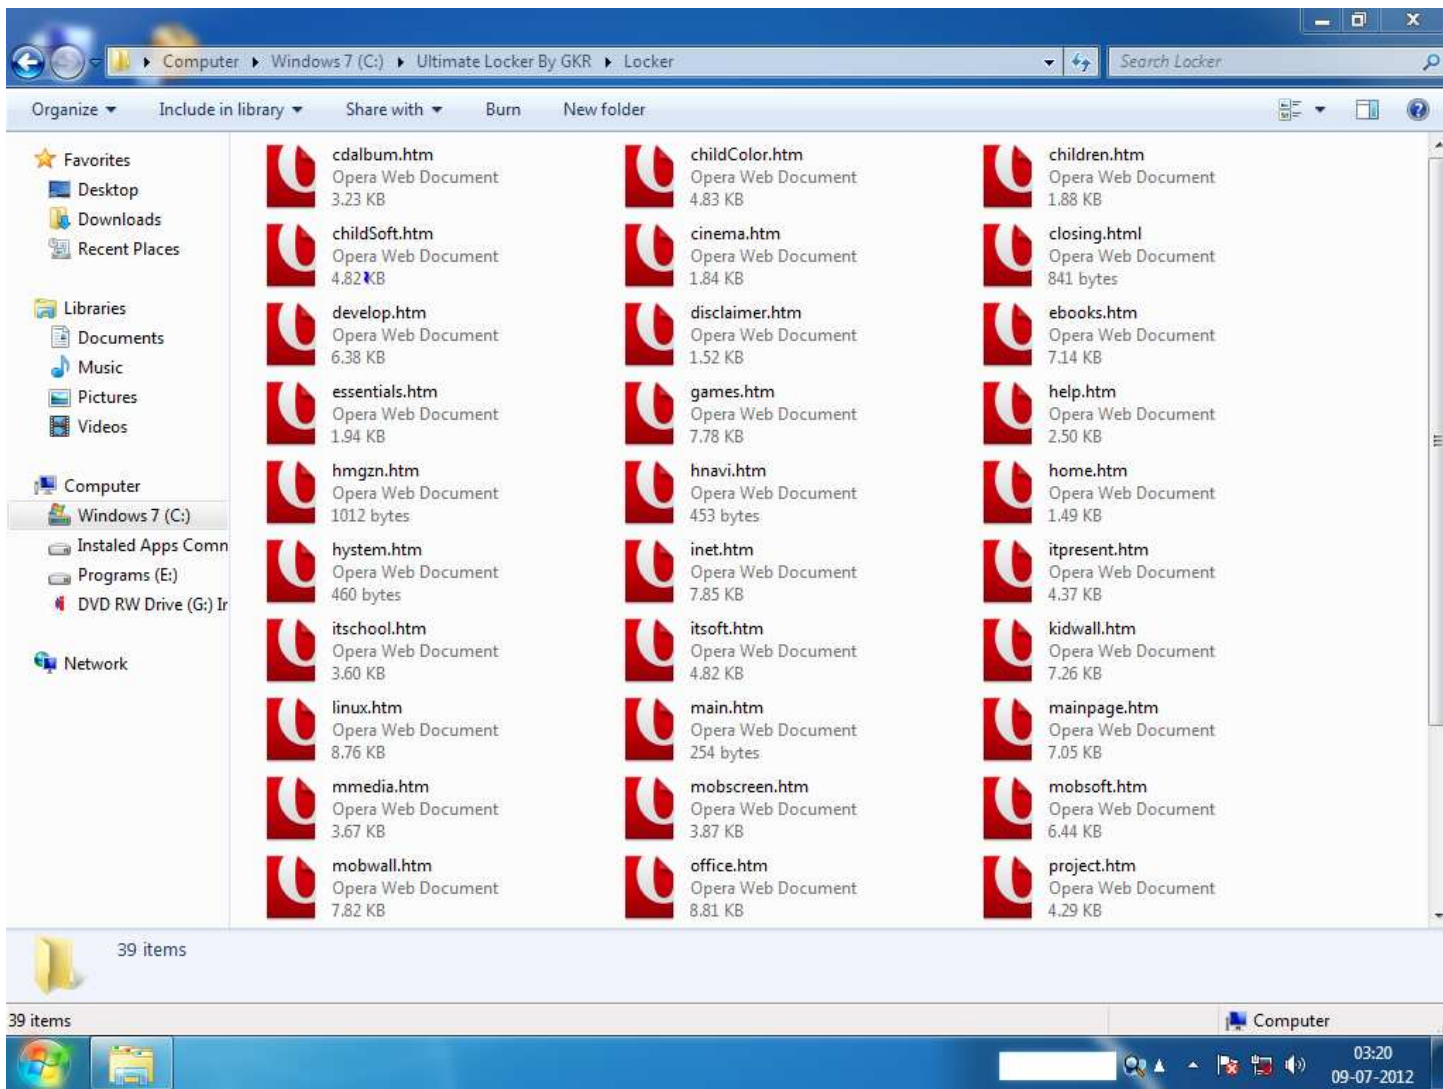 Computer Windows 7 (C:) Ultimate Locker By GKR Locker
Search Locker
Organize Include in library Share with Burn New folder
Favorites
Desktop
Downloads
Recent Places
Libraries
Documents
Music
Pictures
Videos
Computer
Windows 7 (C:)
Instaled Apps Comn
Programs (E:)
DVD RW Drive (G:) Ir
Network
cdalbum.htm childColor.htm children.htm
Opera Web Document Opera Web Document Opera Web Document
3.23 KB 4.83 KB 1.88 KB
childSoft.htm cinema.htm closing.html
Opera Web Document Opera Web Document Opera Web Document
4.82 KB 1.84 KB 841 bytes
develop.htm disclaimer.htm ebooks.htm
Opera Web Document Opera Web Document Opera Web Document
6.38 KB 1.52 KB 7.14 KB
essentials.htm games.htm help.htm
Opera Web Document Opera Web Document Opera Web Document
1.94 KB 7.78 KB 2.50 KB
hmgzn.htm hnavi.htm home.htm
Opera Web Document Opera Web Document Opera Web Document
1012 bytes 453 bytes 1.49 KB
hystem.htm inet.htm itpresent.htm
Opera Web Document Opera Web Document Opera Web Document
460 bytes 7.85 KB 4.37 KB
itschool.htm itsoft.htm kidwall.htm
Opera Web Document Opera Web Document Opera Web Document
3.60 KB 4.82 KB 7.26 KB
linux.htm main.htm mainpage.htm
Opera Web Document Opera Web Document Opera Web Document
8.76 KB 254 bytes 7.05 KB
mmedia.htm mobscreen.htm mobsoft.htm
Opera Web Document Opera Web Document Opera Web Document
3.67 KB 3.87 KB 6.44 KB
mobwall.htm office.htm project.htm
Opera Web Document Opera Web Document Opera Web Document
7.82 KB 8.81 KB 4.29 KB
39 items
39 items Computer
03:20
09-07-2012